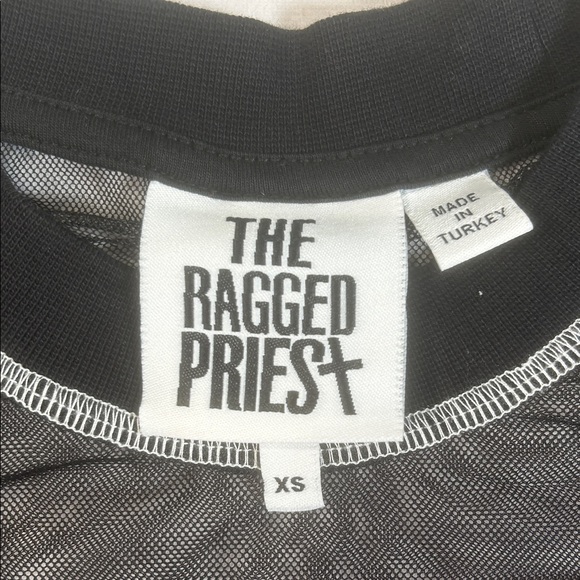 THE
RAGGED
PRIEST
MADE
IN
TURKEY
XS